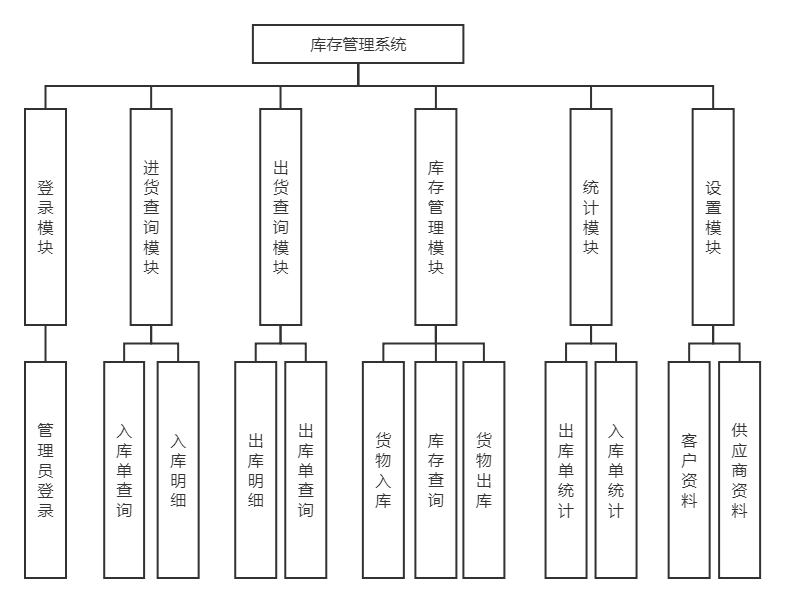 库存管理系统
登录模块
进货查询模块
出货查询模块
库存管理模块
统计模块
设置模块
管理员登录
入库单查询
入库明细
出库明细
出库单查询
货物入库
库存查询
货物出库
出库单统计
入库单统计
客户资料
供应商资料